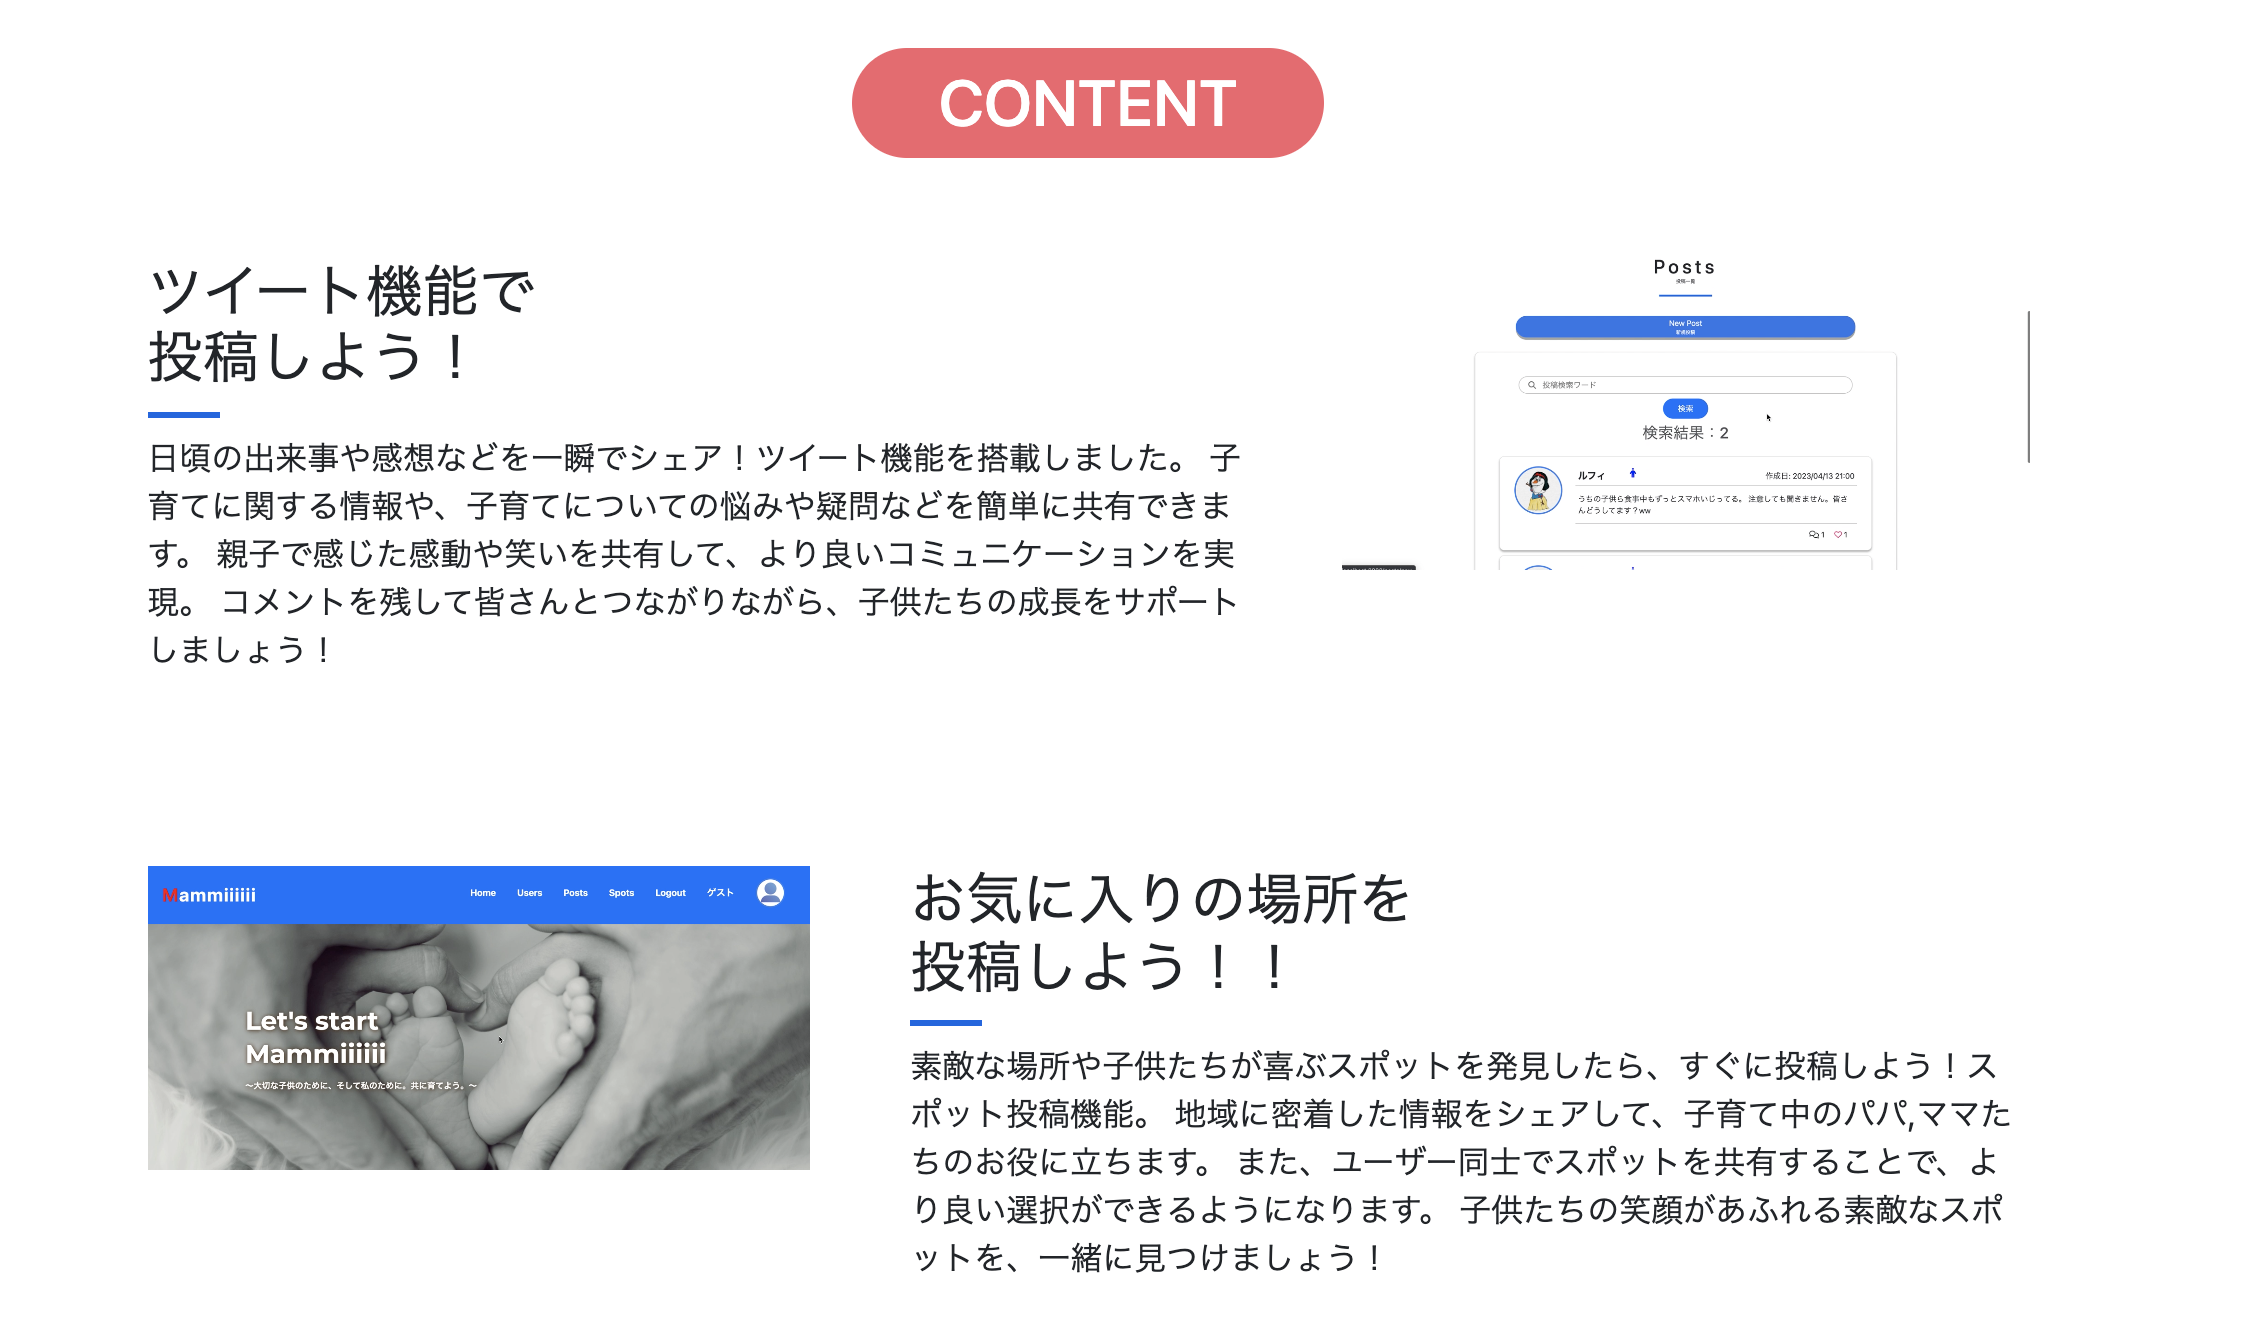 CONTENT
ツイート機能で
投稿しよう！
日頃の出来事や感想などを一瞬でシェア！ツイート機能を搭載しました。 子
育てに関する情報や、子育てについての悩みや疑問などを簡単に共有できま
す。 親子で感じた感動や笑いを共有して、より良いコミュニケーションを実
現。 コメントを残して皆さんとつながりながら、子供たちの成長をサポート
しましょう！
Posts
投稿一覧
New Post
新規投稿
投稿検索ワード
検索
検索結果：2
ルフィ
作成日: 2023/04/13 21:00
うちの子供ら食事中もずっとスマホいじってる。 注意しても聞きません。皆さ
んどうしてます？ww
1 1
Mammiiiiii
Home Users Posts Spots Logout ゲスト
Let's start
Mammiiiiii
〜大切な子供のために、そして私のために。共に育てよう。〜
お気に入りの場所を
投稿しよう！！
素敵な場所や子供たちが喜ぶスポットを発見したら、すぐに投稿しよう！ス
ポット投稿機能。 地域に密着した情報をシェアして、子育て中のパパ,ママた
ちのお役に立ちます。 また、ユーザー同士でスポットを共有することで、よ
り良い選択ができるようになります。 子供たちの笑顔があふれる素敵なスポ
ットを、一緒に見つけましょう！